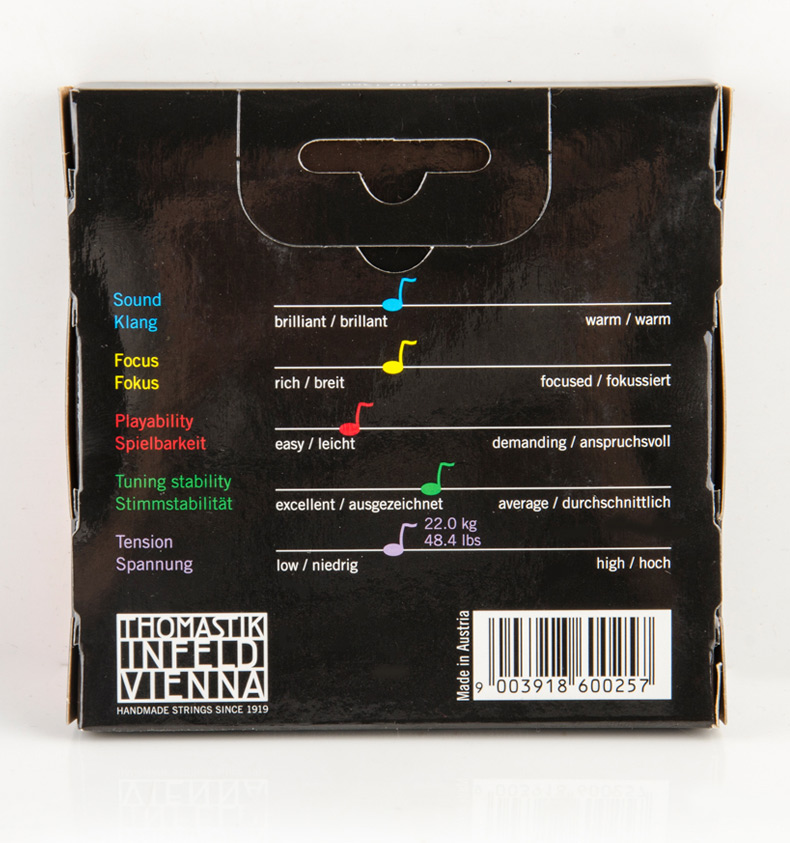 Sound
Klang
brilliant / brillant
warm / warm
Focus
Fokus
rich / breit
focused / fokussiert
Playability
Spielbarkeit
easy / leicht
demanding / anspruchsvoll
Tuning stability
Stimmstabilität
excellent / ausgezeichnet
average / durchschnittlich
Tension
Spannung
22.0 kg
48.4 lbs
low / niedrig
high / hoch
THOMASTIK
INFELD
VIENNA
HANDMADE STRINGS SINCE 1919
Made in Austria
9 003918 600257